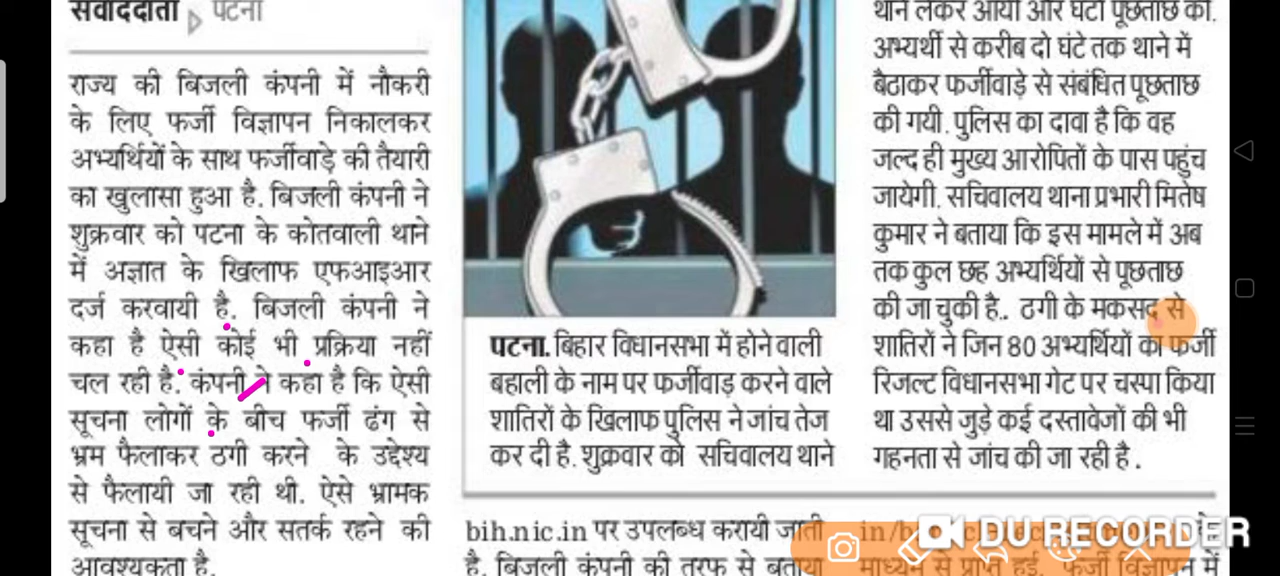 संवाददाता ▷ पटना
राज्य की बिजली कंपनी में नौकरी
के लिए फर्जी विज्ञापन निकालकर
अभ्यर्थियों के साथ फर्जीवाड़े की तैयारी
का खुलासा हुआ है. बिजली कंपनी ने
शुक्रवार को पटना के कोतवाली थाने
में अज्ञात के खिलाफ एफआइआर
दर्ज करवायी है. बिजली कंपनी ने
कहा है ऐसी कोई भी प्रक्रिया नहीं
चल रही है. कंपनी ने कहा है कि ऐसी
सूचना लोगों के बीच फर्जी ढंग से
भ्रम फैलाकर ठगी करने के उद्देश्य
से फैलायी जा रही थी. ऐसे भ्रामक
सूचना से बचने और सतर्क रहने की
आवश्यकता है.
पटना. बिहार विधानसभा में होने वाली
बहाली के नाम पर फर्जीवाड़ करने वाले
शातिरों के खिलाफ पुलिस ने जांच तेज
कर दी है. शुक्रवार को सचिवालय थाने
थाने लेकर आयी और घंटों पूछताछ की.
अभ्यर्थी से करीब दो घंटे तक थाने में
बैठाकर फर्जीवाड़े से संबंधित पूछताछ
की गयी. पुलिस का दावा है कि वह
जल्द ही मुख्य आरोपितों के पास पहुंच
जायेगी. सचिवालय थाना प्रभारी मितेष
कुमार ने बताया कि इस मामले में अब
तक कुल छह अभ्यर्थियों से पूछताछ
की जा चुकी है.. ठगी के मकसद से
शातिरों ने जिन 80 अभ्यर्थियों का फर्जी
रिजल्ट विधानसभा गेट पर चस्पा किया
था उससे जुड़े कई दस्तावेजों की भी
गहनता से जांच की जा रही है .
bih.nic.in पर उपलब्ध करायी जाती
है. बिजली कंपनी की तरफ से बताया
in/b
माध्यम से प्राप्त हुई. फर्जी विज्ञापन में
DU RECORDER